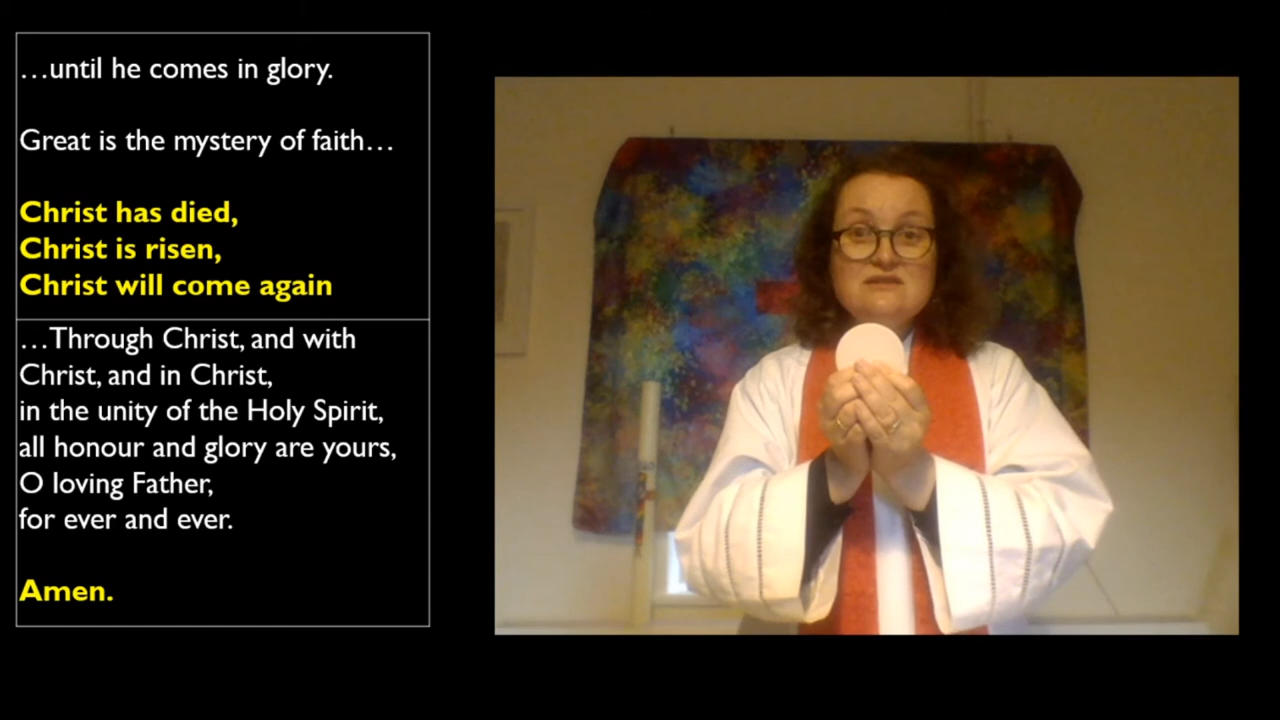 …until he comes in glory.
Great is the mystery of faith…
Christ has died,
Christ is risen,
Christ will come again
…Through Christ, and with
Christ, and in Christ,
in the unity of the Holy Spirit,
all honour and glory are yours,
O loving Father,
for ever and ever.
Amen.